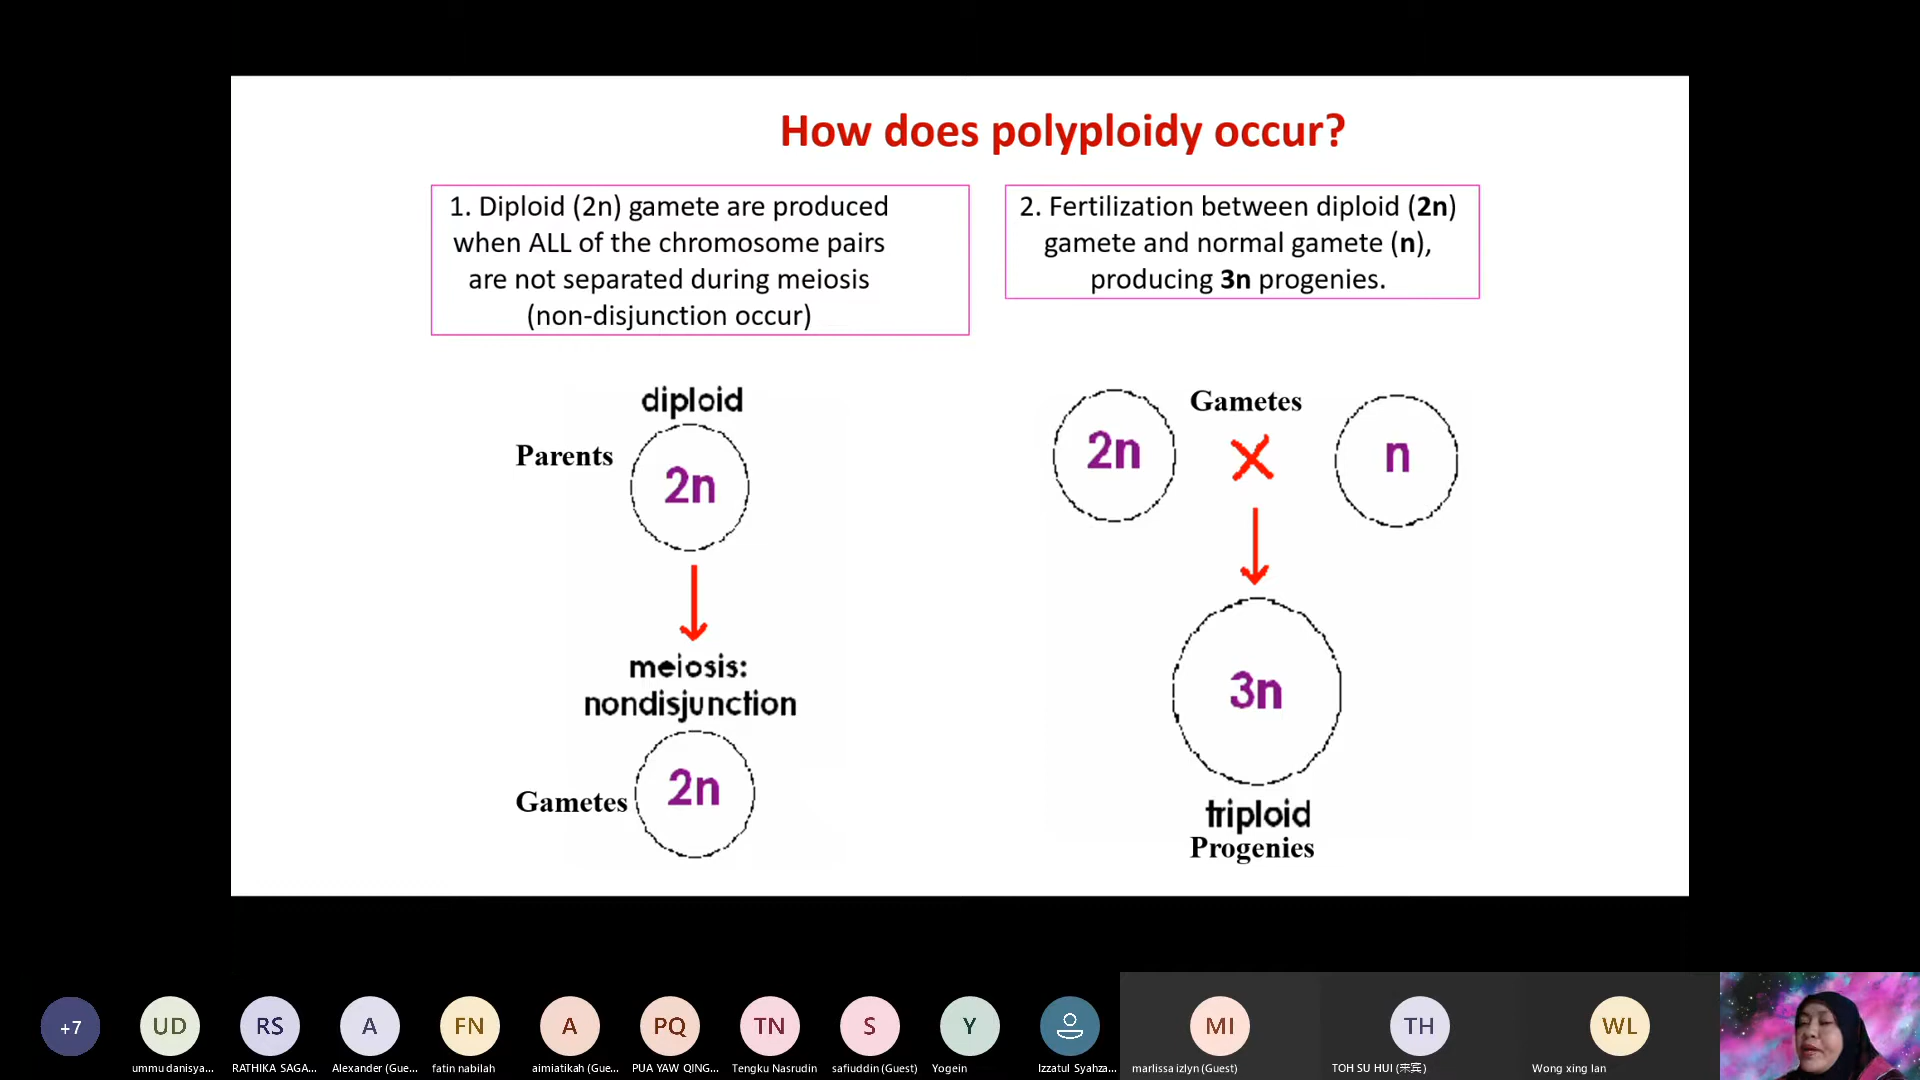 How does polyploidy occur?
1. Diploid (2n) gamete are produced
when ALL of the chromosome pairs
are not separated during meiosis
(non-disjunction occur)
2. Fertilization between diploid (2n)
gamete and normal gamete (n),
producing 3n progenies.
diploid
Parents
2n
meiosis:
nondisjunction
Gametes
2n
Gametes
2n
n
3n
triploid
Progenies
+7
UD
RS
A
FN
A
PQ
TN
S
Y
MI
TH
WL
ummu danisya...
RATHIKA SAGA...
Alexander (Gue...
fatin nabilah
aimiatikah (Gue...
PUA YAW QING...
Tengku Nasrudin
safiuddin (Guest)
Yogein
Izzatul Syahza...
marlissa izlyn (Guest)
TOH SU HUI (来宾)
Wong xing lan